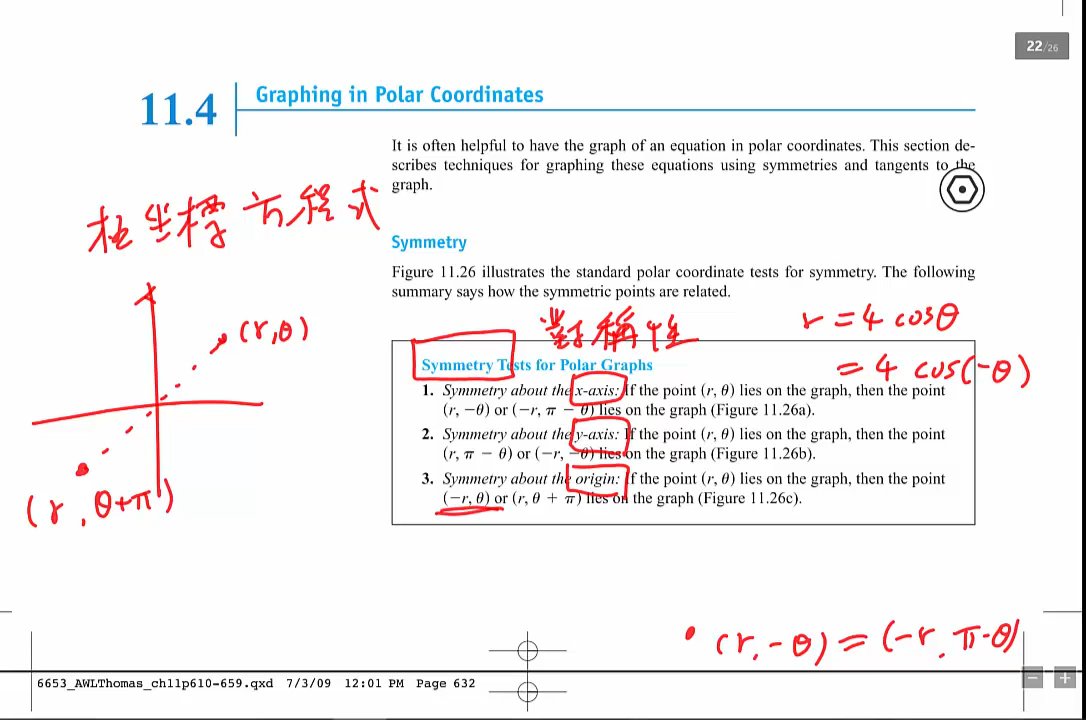 22/26
11.4
Graphing in Polar Coordinates
It is often helpful to have the graph of an equation in polar coordinates. This section de-
scribes techniques for graphing these equations using symmetries and tangents to the
graph.
極坐標方程式
Symmetry
Figure 11.26 illustrates the standard polar coordinate tests for symmetry. The following
summary says how the symmetric points are related.
對稱性
r = 4 cosθ
= 4 cos(-θ)
(r,θ)
(r, θ+π)
Symmetry Tests for Polar Graphs
1. Symmetry about the x-axis: If the point (r, θ) lies on the graph, then the point
(r, −θ) or (−r, π − θ) lies on the graph (Figure 11.26a).
2. Symmetry about the y-axis: If the point (r, θ) lies on the graph, then the point
(r, π − θ) or (−r, −θ) lies on the graph (Figure 11.26b).
3. Symmetry about the origin: If the point (r, θ) lies on the graph, then the point
(−r, θ) or (r, θ + π) lies on the graph (Figure 11.26c).
(r, -θ) = (-r, π-θ)
6653_AWLThomas_ch11p610-659.qxd 7/3/09 12:01 PM Page 632